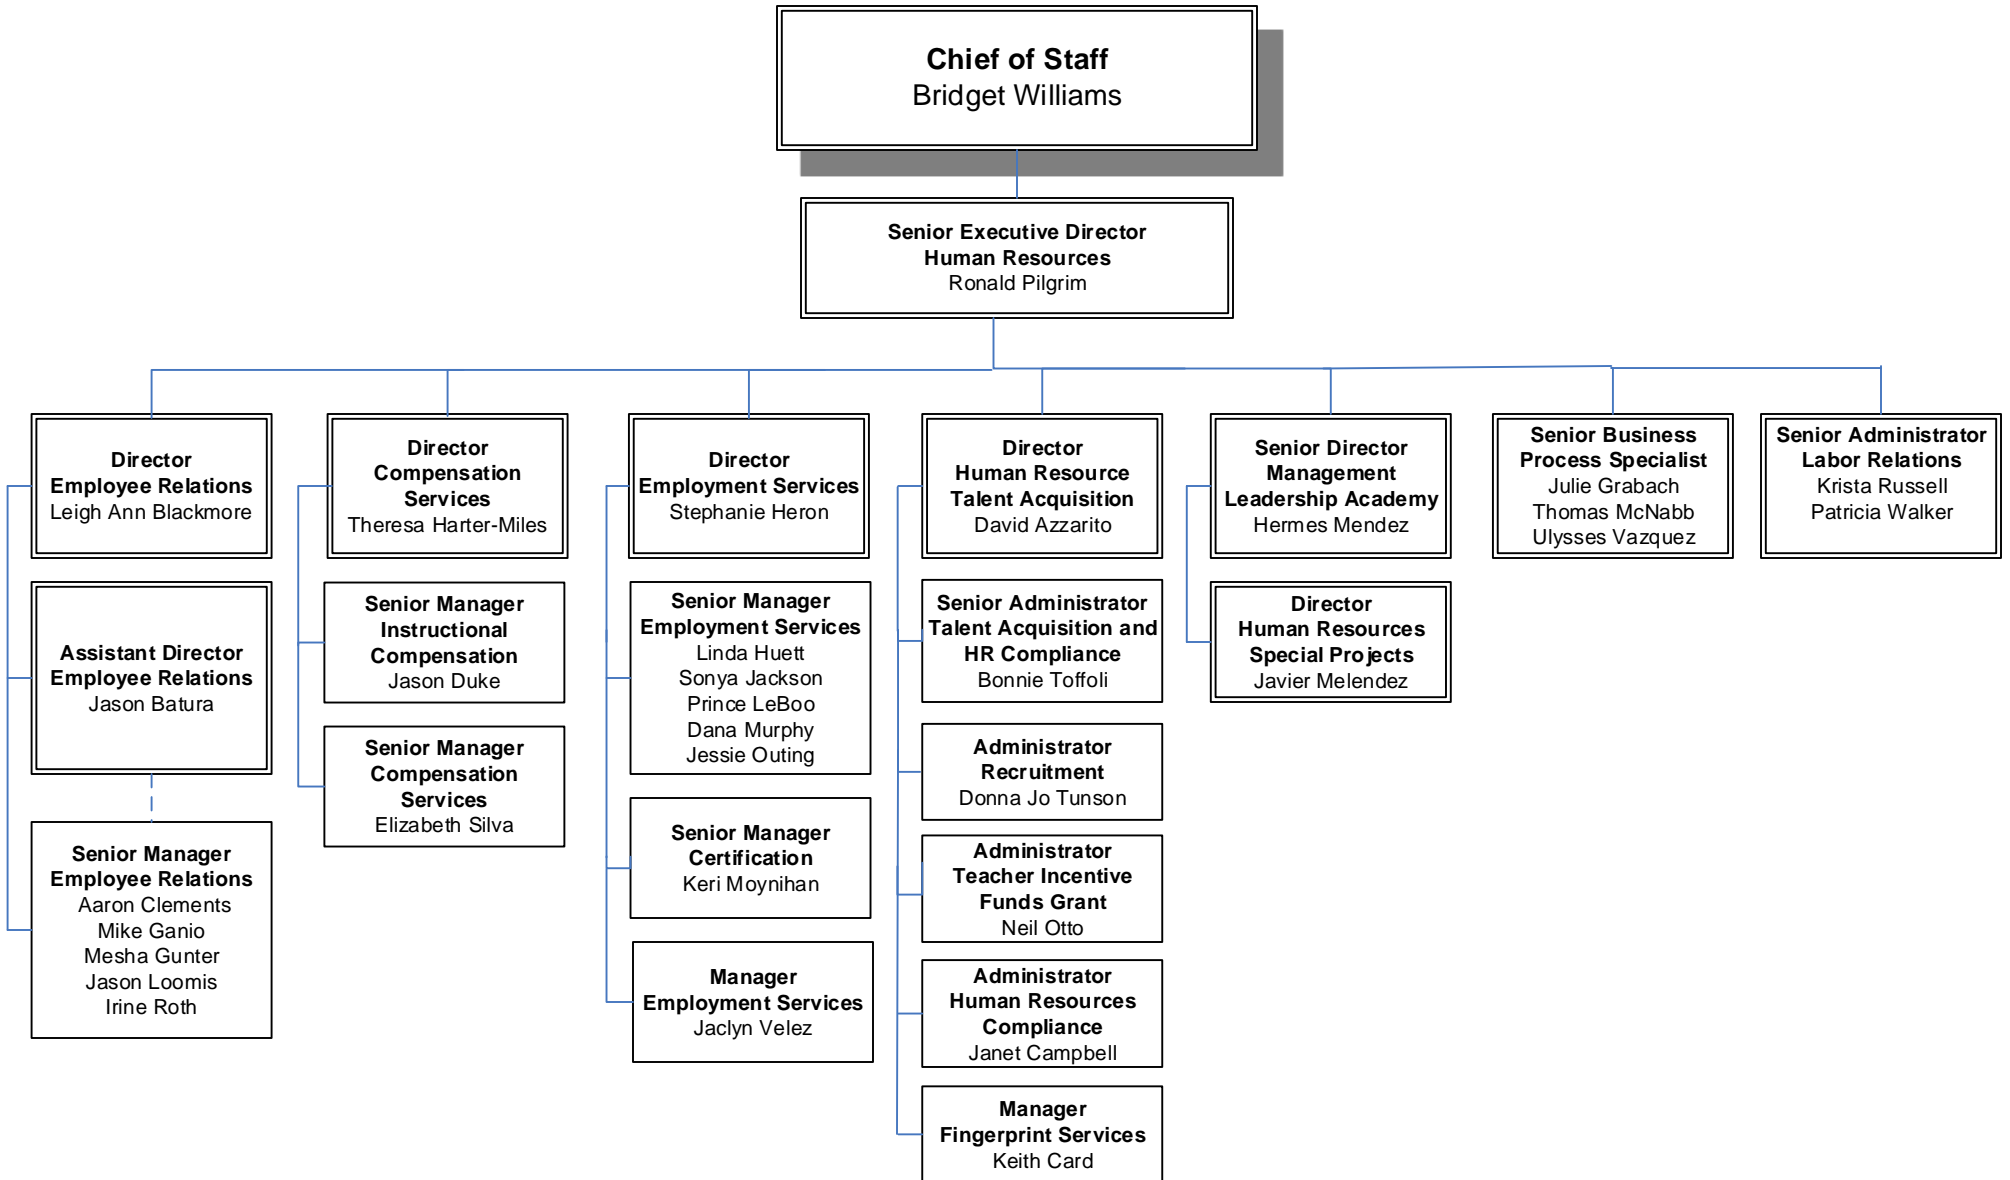 Chief of Staff
Bridget Williams
Senior Executive Director
Human Resources
Ronald Pilgrim
Director
Employee Relations
Leigh Ann Blackmore
Assistant Director
Employee Relations
Jason Batura
Senior Manager
Employee Relations
Aaron Clements
Mike Ganio
Mesha Gunter
Jason Loomis
Irine Roth
Director
Compensation
Services
Theresa Harter-Miles
Senior Manager
Instructional
Compensation
Jason Duke
Senior Manager
Compensation
Services
Elizabeth Silva
Director
Employment Services
Stephanie Heron
Senior Manager
Employment Services
Linda Huett
Sonya Jackson
Prince LeBoo
Dana Murphy
Jessie Outing
Senior Manager
Certification
Keri Moynihan
Manager
Employment Services
Jaclyn Velez
Director
Human Resource
Talent Acquisition
David Azzarito
Senior Administrator
Talent Acquisition and
HR Compliance
Bonnie Toffoli
Administrator
Recruitment
Donna Jo Tunson
Administrator
Teacher Incentive
Funds Grant
Neil Otto
Administrator
Human Resources
Compliance
Janet Campbell
Manager
Fingerprint Services
Keith Card
Senior Director
Management
Leadership Academy
Hermes Mendez
Director
Human Resources
Special Projects
Javier Melendez
Senior Business
Process Specialist
Julie Grabach
Thomas McNabb
Ulysses Vazquez
Senior Administrator
Labor Relations
Krista Russell
Patricia Walker